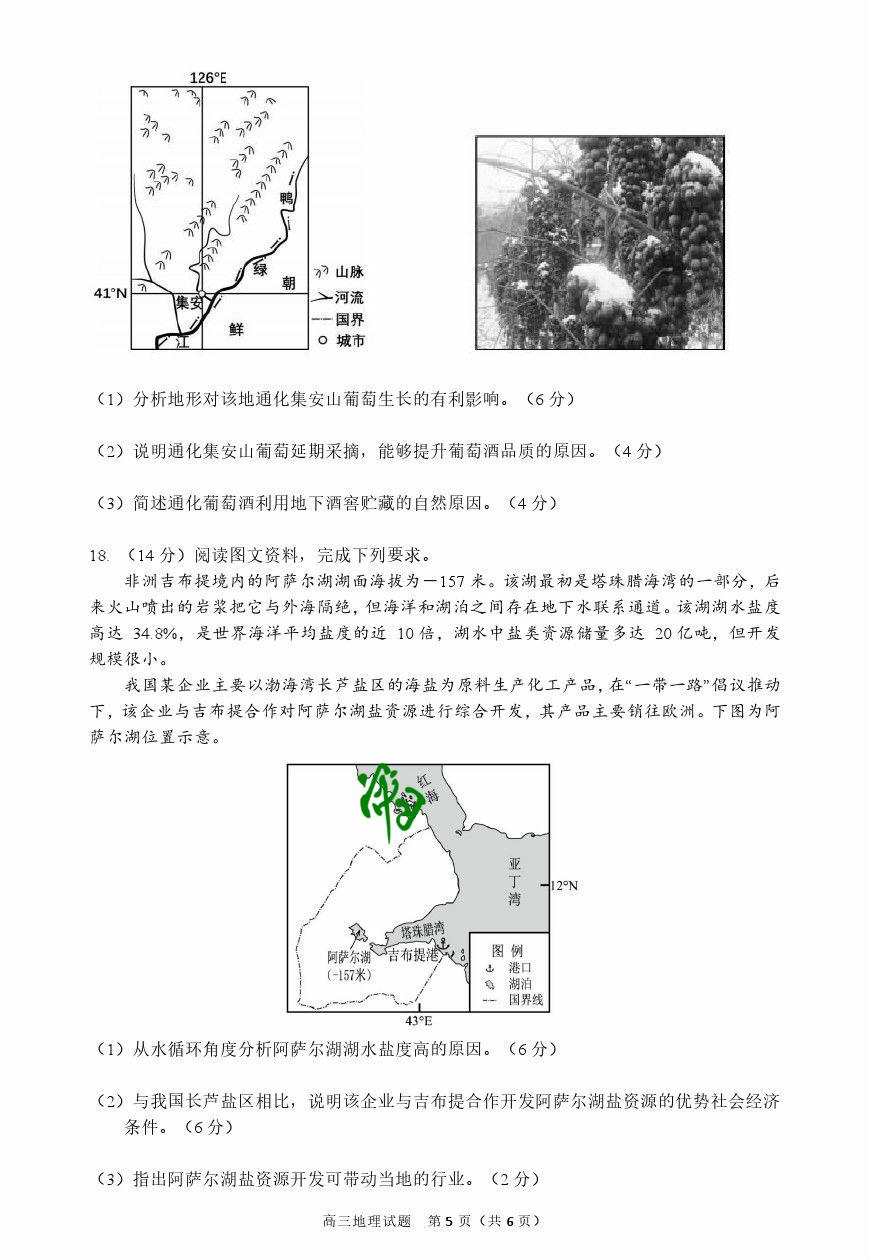 126°E
鸭
绿
朝
41°N
集安
鲜
江
山脉
河流
国界
城市
（1）分析地形对该地通化集安山葡萄生长的有利影响。（6 分）
（2）说明通化集安山葡萄延期采摘，能够提升葡萄酒品质的原因。（4 分）
（3）简述通化葡萄酒利用地下酒窖贮藏的自然原因。（4 分）
18. （14 分）阅读图文资料，完成下列要求。
非洲吉布提境内的阿萨尔湖湖面海拔为－157 米。该湖最初是塔珠腊海湾的一部分，后
来火山喷出的岩浆把它与外海隔绝，但海洋和湖泊之间存在地下水联系通道。该湖湖水盐度
高达 34.8%，是世界海洋平均盐度的近 10 倍，湖水中盐类资源储量多达 20 亿吨，但开发
规模很小。
我国某企业主要以渤海湾长芦盐区的海盐为原料生产化工产品，在“一带一路”倡议推动
下，该企业与吉布提合作对阿萨尔湖盐资源进行综合开发，其产品主要销往欧洲。下图为阿
萨尔湖位置示意。
红
海
亚
丁
湾
12°N
塔珠腊湾
阿萨尔湖
(-157米)
吉布提港
图 例
港口
湖泊
国界线
43°E
（1）从水循环角度分析阿萨尔湖湖水盐度高的原因。（6 分）
（2）与我国长芦盐区相比，说明该企业与吉布提合作开发阿萨尔湖盐资源的优势社会经济
条件。（6 分）
（3）指出阿萨尔湖盐资源开发可带动当地的行业。（2 分）
高三地理试题 第 5 页（共 6 页）